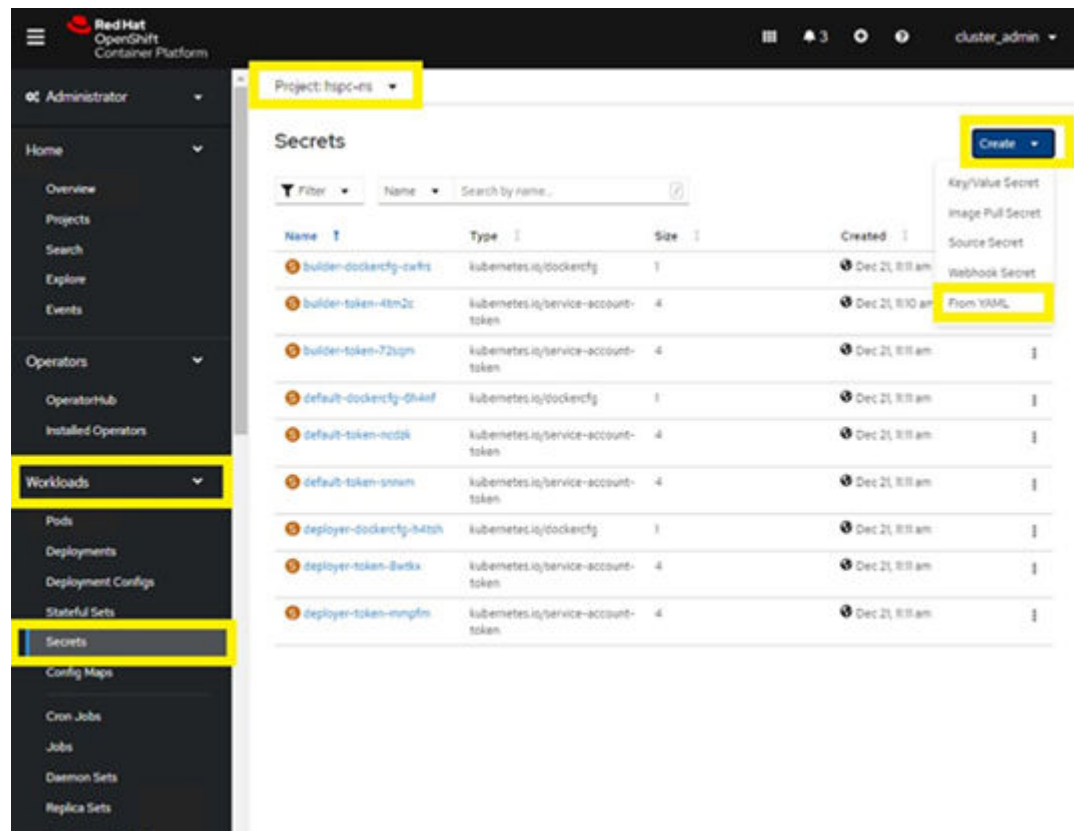 Red Hat
OpenShift
Container Platform
3
cluster_admin
Administrator
Project: hspc-ns
Home
Secrets
Create
Overview
Filter
Name
Search by name...
Key/Value Secret
Projects
Image Pull Secret
Search
Name
Type
Size
Created
Source Secret
Explore
builder-dockercfg-cwfrs
kubernetes.io/dockercfg
1
Dec 21, 11:11 am
Webhook Secret
Events
builder-token-4tm2c
kubernetes.io/service-account-
token
4
Dec 21, 11:10 am
From YAML
Operators
builder-token-72sqm
kubernetes.io/service-account-
token
4
Dec 21, 11:11 am
OperatorHub
kubernetes.io/dockercfg
1
Dec 21, 11:11 am
Installed Operators
default-token-ncdzk
kubernetes.io/service-account-
token
4
Dec 21, 11:11 am
Workloads
kubernetes.io/service-account-
token
4
Dec 21, 11:11 am
Pods
deployer-dockercfg-h4tsh
kubernetes.io/dockercfg
1
Dec 21, 11:11 am
Deployments
kubernetes.io/service-account-
token
4
Dec 21, 11:11 am
Deployment Configs
Stateful Sets
deployer-token-mmpfm
kubernetes.io/service-account-
token
4
Dec 21, 11:11 am
Secrets
Config Maps
Cron Jobs
Jobs
Daemon Sets
Replica Sets